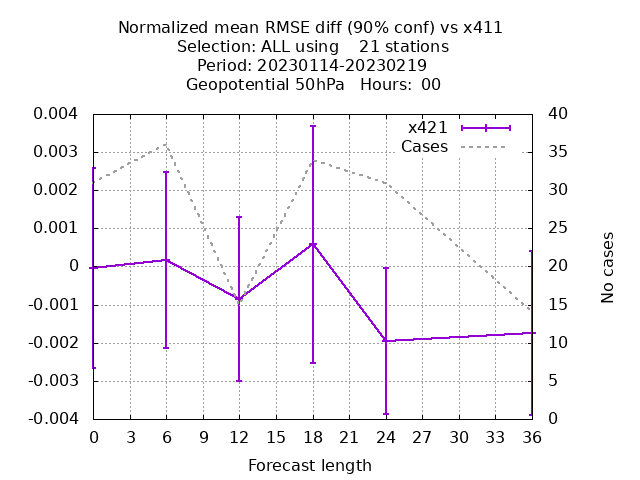 Normalized mean RMSE diff (90% conf) vs x411
Selection: ALL using    21 stations
Period: 20230114-20230219
Geopotential 50hPa   Hours:  00
x421
Cases
0.004
0.003
0.002
0.001
0
-0.001
-0.002
-0.003
-0.004
40
35
30
25
20
15
10
5
0
No cases
0 3 6 9 12 15 18 21 24 27 30 33 36
Forecast length